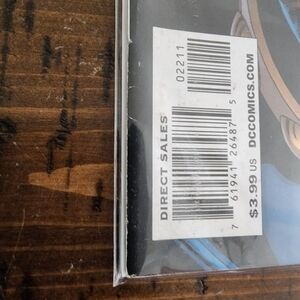 02211
DIRECT SALES
7 61941 26487 5
$3.99 US DCCOMICS.COM